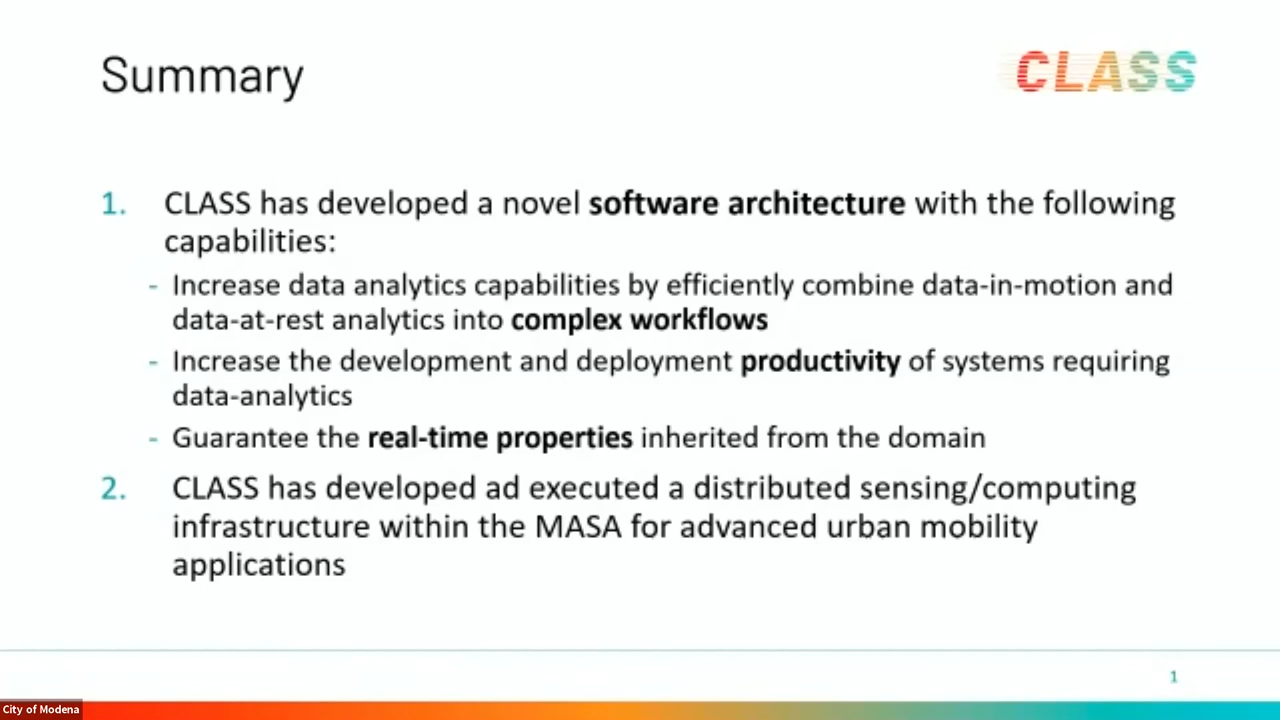 Summary
CLASS
1. CLASS has developed a novel software architecture with the following
capabilities:
- Increase data analytics capabilities by efficiently combine data-in-motion and
data-at-rest analytics into complex workflows
- Increase the development and deployment productivity of systems requiring
data-analytics
- Guarantee the real-time properties inherited from the domain
2. CLASS has developed ad executed a distributed sensing/computing
infrastructure within the MASA for advanced urban mobility
applications
1
City of Modena